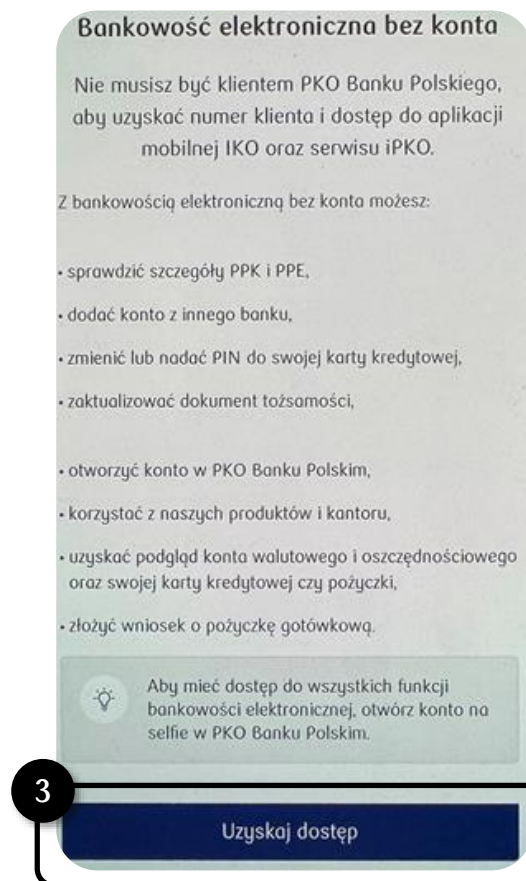 Bankowość elektroniczna bez konta
Nie musisz być klientem PKO Banku Polskiego,
aby uzyskać numer klienta i dostęp do aplikacji
mobilnej IKO oraz serwisu iPKO.
Z bankowością elektroniczną bez konta możesz:
• sprawdzić szczegóły PPK i PPE,
• dodać konto z innego banku,
• zmienić lub nadać PIN do swojej karty kredytowej,
• zaktualizować dokument tożsamości,
• otworzyć konto w PKO Banku Polskim,
• korzystać z naszych produktów i kantoru,
• uzyskać podgląd konta walutowego i oszczędnościowego
oraz swojej karty kredytowej czy pożyczki,
• złożyć wniosek o pożyczkę gotówkową.
Aby mieć dostęp do wszystkich funkcji
bankowości elektronicznej, otwórz konto na
selfie w PKO Banku Polskim.
3
Uzyskaj dostęp